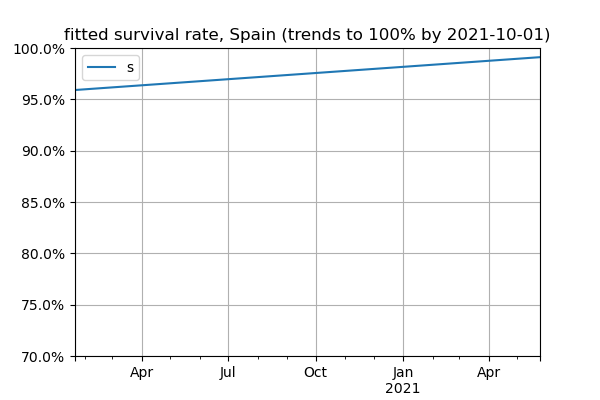 fitted survival rate, Spain (trends to 100% by 2021-10-01)
100.0%
s
95.0%
90.0%
85.0%
80.0%
75.0%
70.0%
Apr Jul Oct Jan Apr
2021